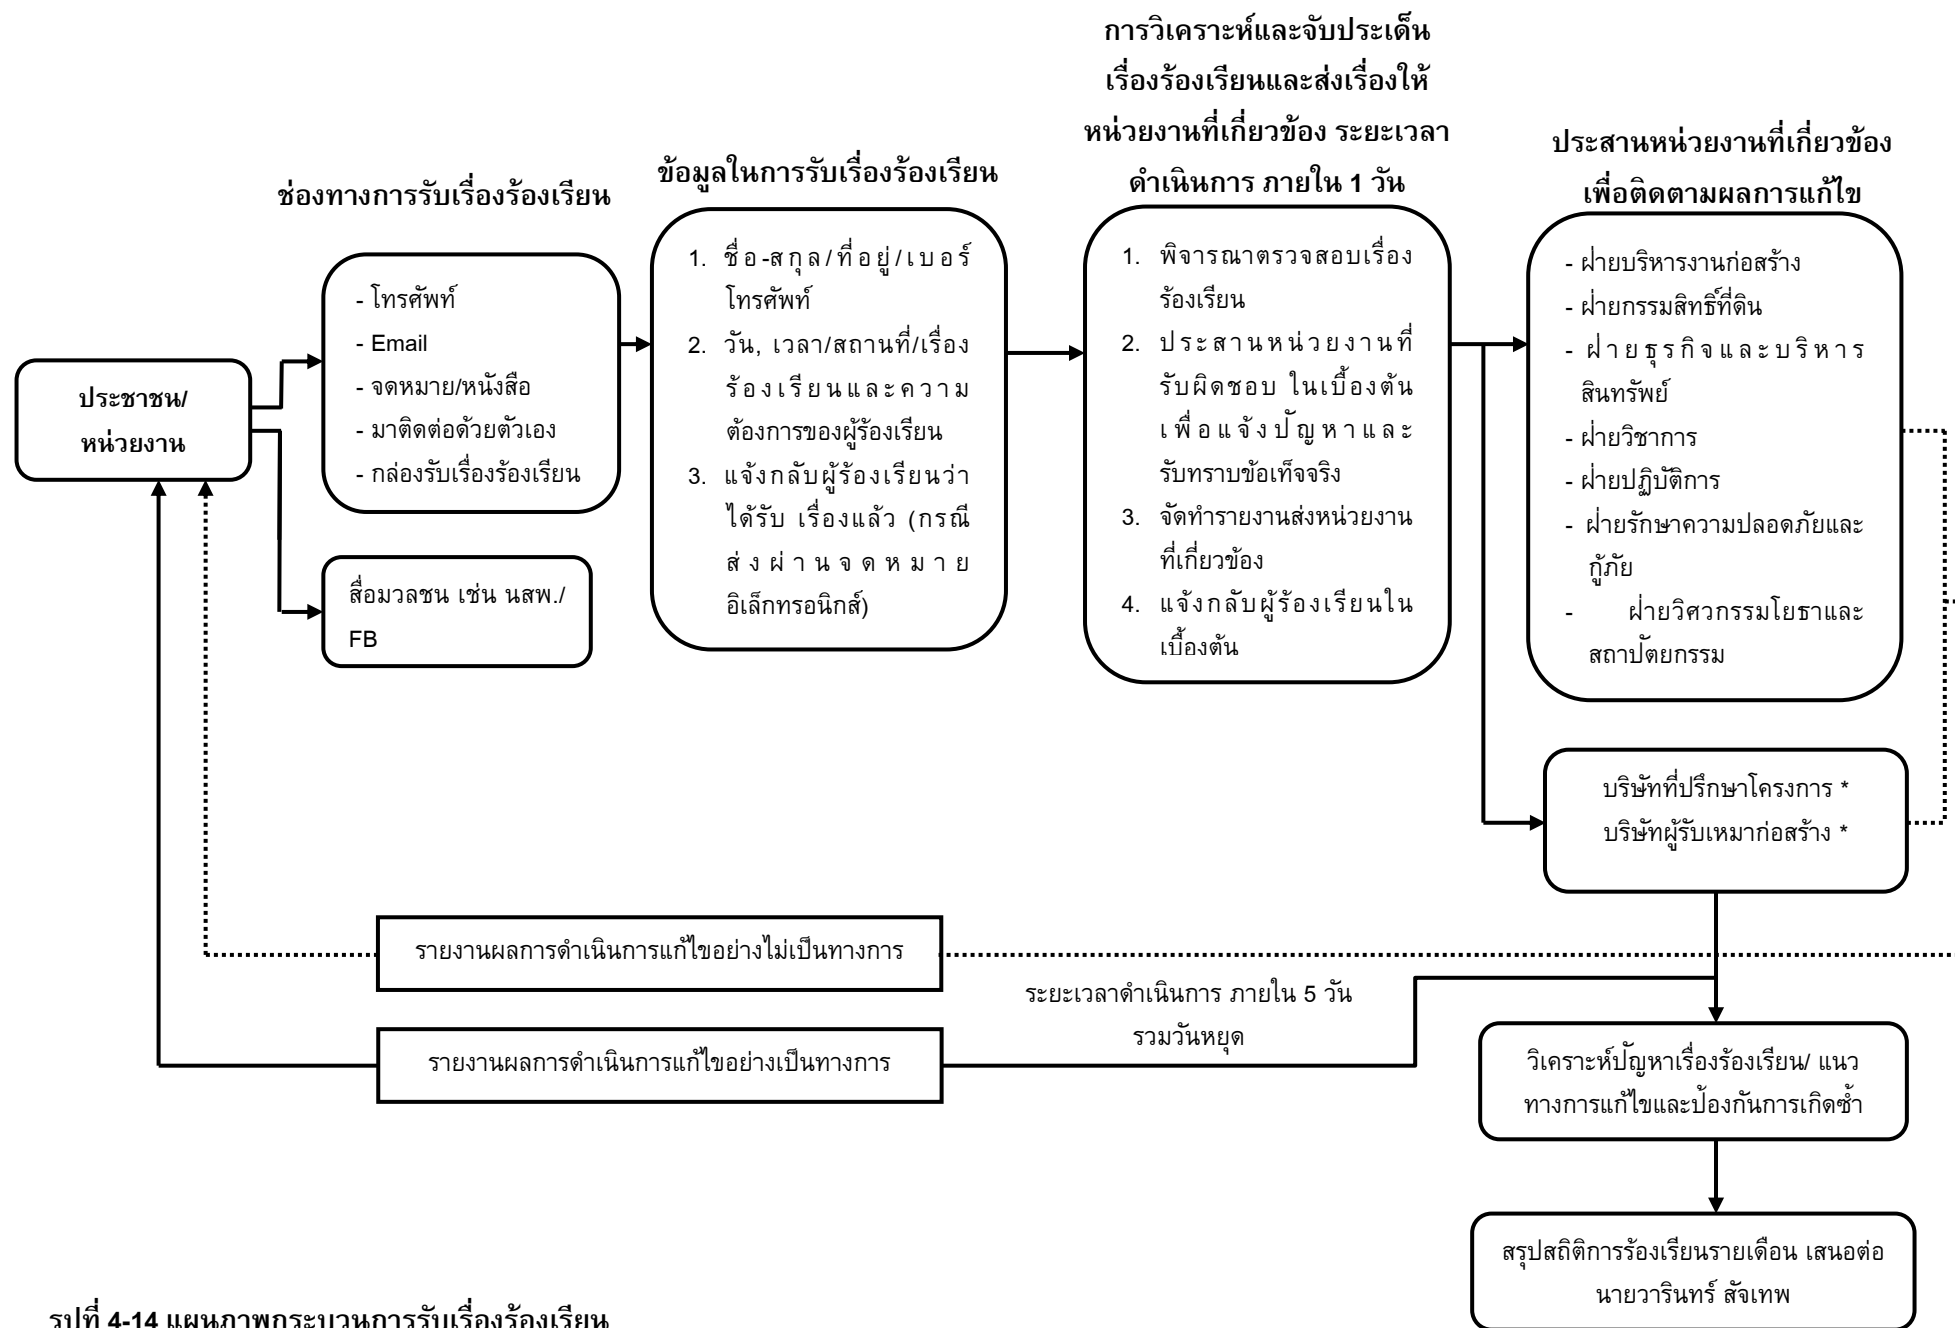 การวิเคราะห์และจับประเด็น
เรื่องร้องเรียนและส่งเรื่องให้
หน่วยงานที่เกี่ยวข้อง ระยะเวลา
ดำเนินการ ภายใน 1 วัน
ประสานหน่วยงานที่เกี่ยวข้อง
เพื่อติดตามผลการแก้ไข
ข้อมูลในการรับเรื่องร้องเรียน
ช่องทางการรับเรื่องร้องเรียน
ประชาชน/
หน่วยงาน
- โทรศัพท์
- Email
- จดหมาย/หนังสือ
- มาติดต่อด้วยตัวเอง
- กล่องรับเรื่องร้องเรียน
สื่อมวลชน เช่น นสพ./
FB
1. ชื่อ-สกุล/ที่อยู่/เบอร์
โทรศัพท์
2. วัน, เวลา/สถานที่/เรื่อง
ร้องเรียนและความ
ต้องการของผู้ร้องเรียน
3. แจ้งกลับผู้ร้องเรียนว่า
ได้รับ เรื่องแล้ว (กรณี
ส่งผ่านจดหมาย
อิเล็กทรอนิกส์)
1. พิจารณาตรวจสอบเรื่อง
ร้องเรียน
2. ประสานหน่วยงานที่
รับผิดชอบ ในเบื้องต้น
เพื่อแจ้งปัญหาและ
รับทราบข้อเท็จจริง
3. จัดทำรายงานส่งหน่วยงาน
ที่เกี่ยวข้อง
4. แจ้งกลับผู้ร้องเรียนใน
เบื้องต้น
- ฝ่ายบริหารงานก่อสร้าง
- ฝ่ายกรรมสิทธิ์ที่ดิน
- ฝ่ายธุรกิจและบริหาร
สินทรัพย์
- ฝ่ายวิชาการ
- ฝ่ายปฏิบัติการ
- ฝ่ายรักษาความปลอดภัยและ
กู้ภัย
- ฝ่ายวิศวกรรมโยธาและ
สถาปัตยกรรม
บริษัทที่ปรึกษาโครงการ *
บริษัทผู้รับเหมาก่อสร้าง *
รายงานผลการดำเนินการแก้ไขอย่างไม่เป็นทางการ
ระยะเวลาดำเนินการ ภายใน 5 วัน
รวมวันหยุด
รายงานผลการดำเนินการแก้ไขอย่างเป็นทางการ
วิเคราะห์ปัญหาเรื่องร้องเรียน/ แนว
ทางการแก้ไขและป้องกันการเกิดซ้ำ
สรุปสถิติการร้องเรียนรายเดือน เสนอต่อ
นายวารินทร์ สัจเทพ
รูปที่ 4-14 แผนภาพกระบวนการรับเรื่องร้องเรียน